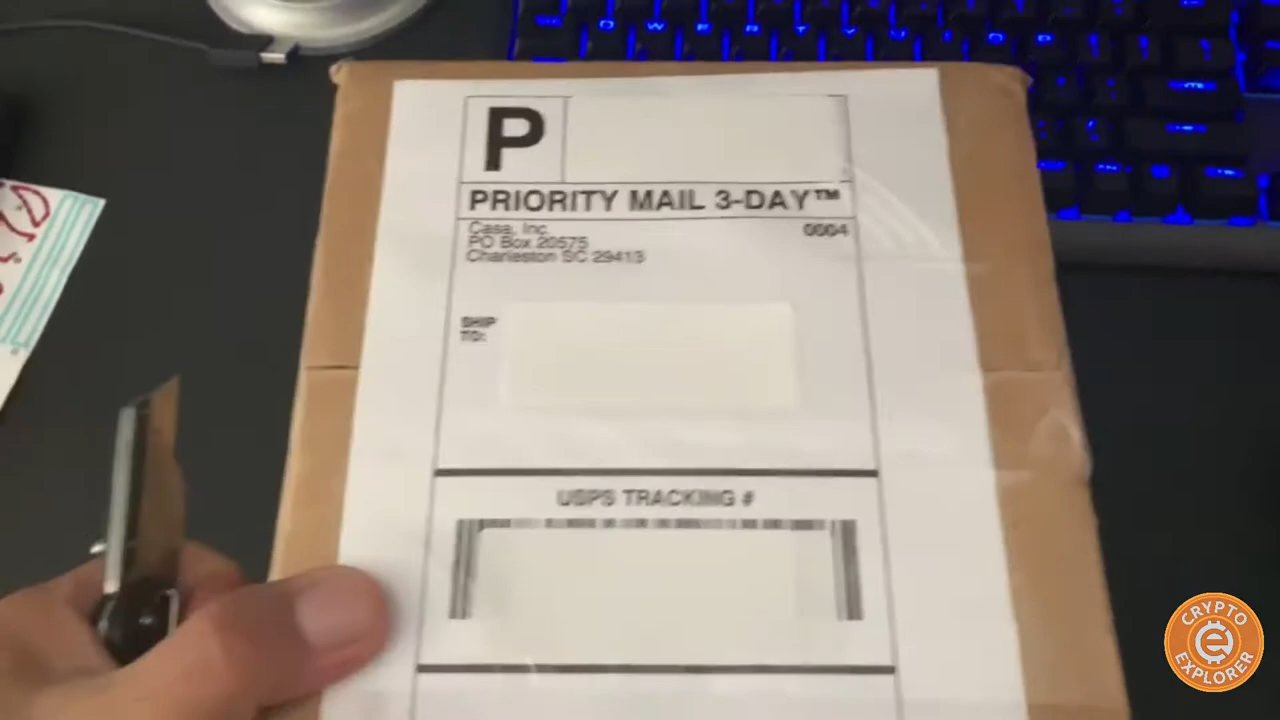 P
PRIORITY MAIL 3-DAY™
Casa, Inc.
0004
PO Box 20575
Charleston SC 29413
SHIP
TO:
USPS TRACKING #
CRYPTO
EXPLORER